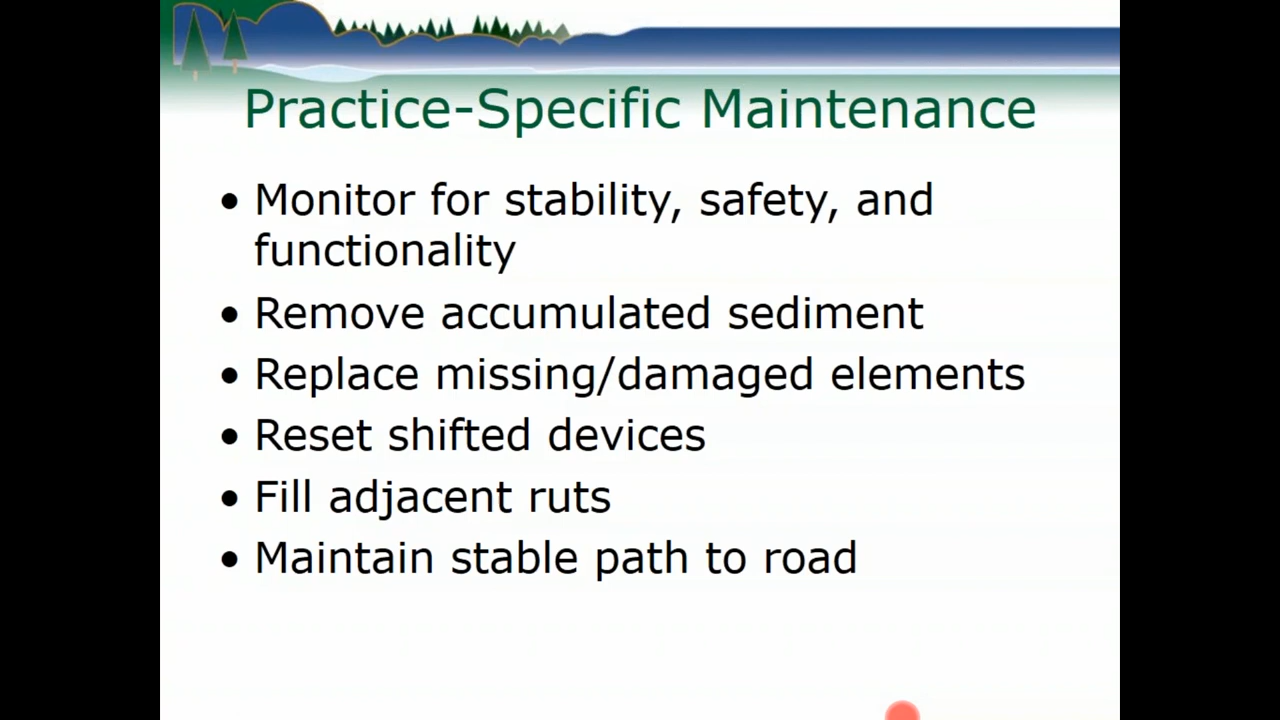 Practice-Specific Maintenance
• Monitor for stability, safety, and
functionality
• Remove accumulated sediment
• Replace missing/damaged elements
• Reset shifted devices
• Fill adjacent ruts
• Maintain stable path to road